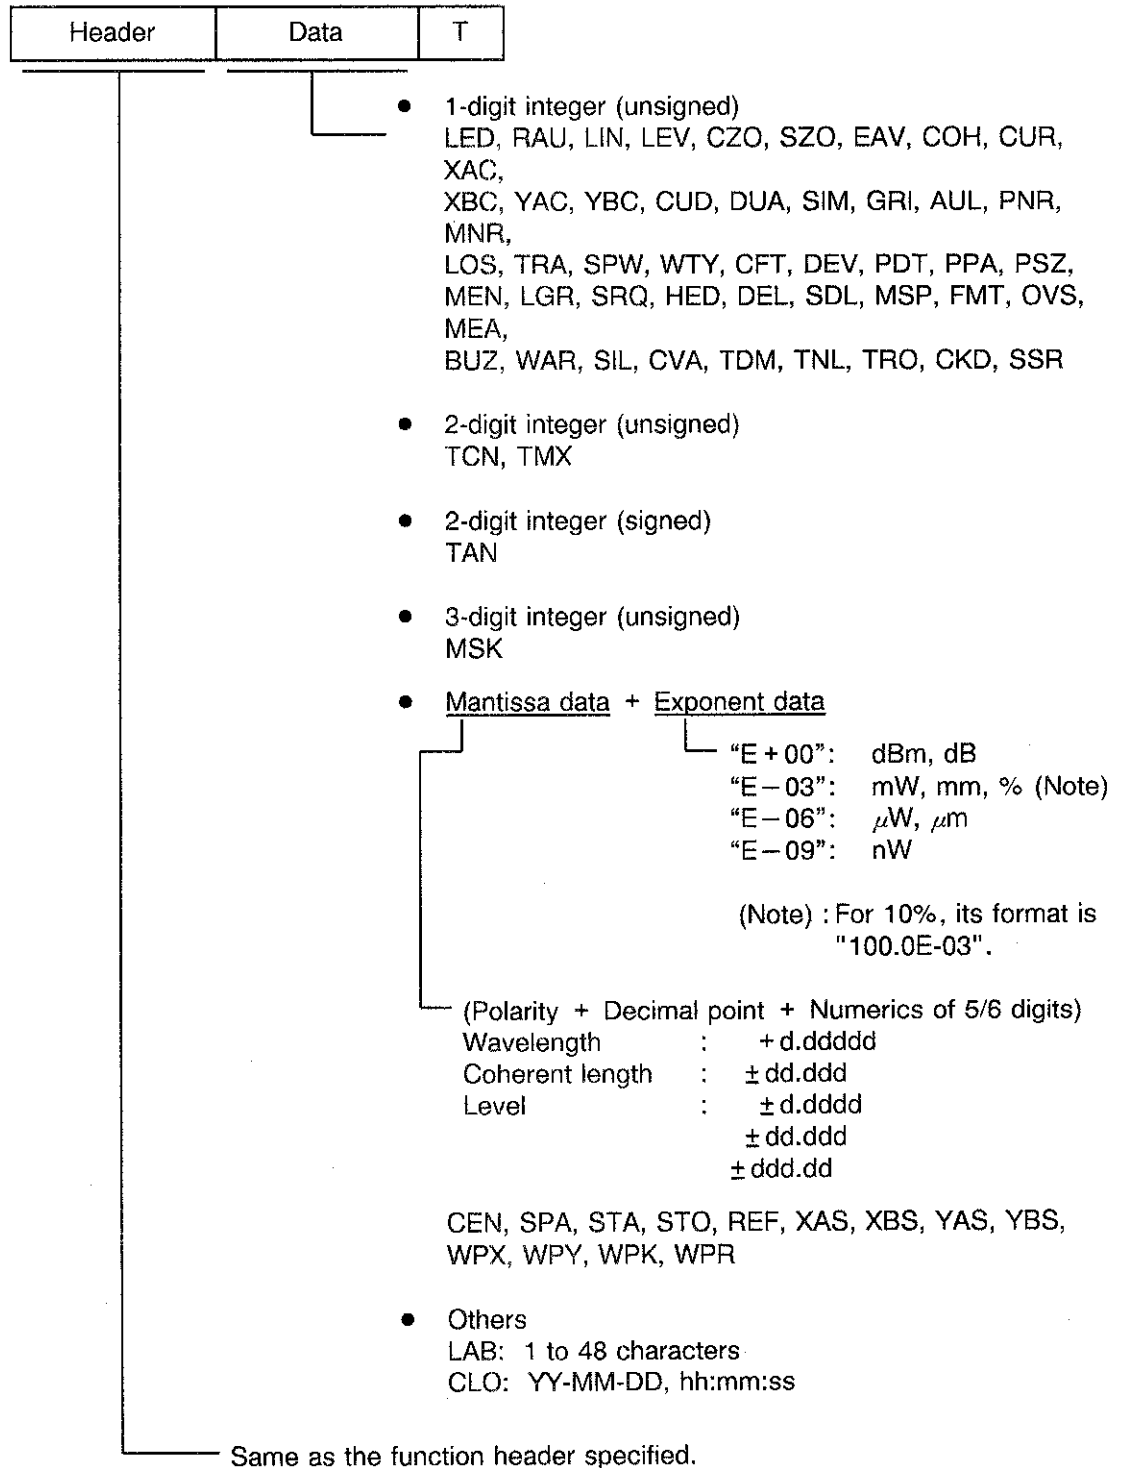 Header Data T
● 1-digit integer (unsigned)
LED, RAU, LIN, LEV, CZO, SZO, EAV, COH, CUR,
XAC,
XBC, YAC, YBC, CUD, DUA, SIM, GRI, AUL, PNR,
MNR,
LOS, TRA, SPW, WTY, CFT, DEV, PDT, PPA, PSZ,
MEN, LGR, SRQ, HED, DEL, SDL, MSP, FMT, OVS,
MEA,
BUZ, WAR, SIL, CVA, TDM, TNL, TRO, CKD, SSR
● 2-digit integer (unsigned)
TCN, TMX
● 2-digit integer (signed)
TAN
● 3-digit integer (unsigned)
MSK
● Mantissa data + Exponent data
“E+00”: dBm, dB
“E−03”: mW, mm, % (Note)
“E−06”: μW, μm
“E−09”: nW
(Note) : For 10%, its format is
"100.0E-03".
(Polarity + Decimal point + Numerics of 5/6 digits)
Wavelength : +d.ddddd
Coherent length : ±dd.ddd
Level : ±d.dddd
±dd.ddd
±ddd.dd
CEN, SPA, STA, STO, REF, XAS, XBS, YAS, YBS,
WPX, WPY, WPK, WPR
● Others
LAB: 1 to 48 characters
CLO: YY-MM-DD, hh:mm:ss
Same as the function header specified.